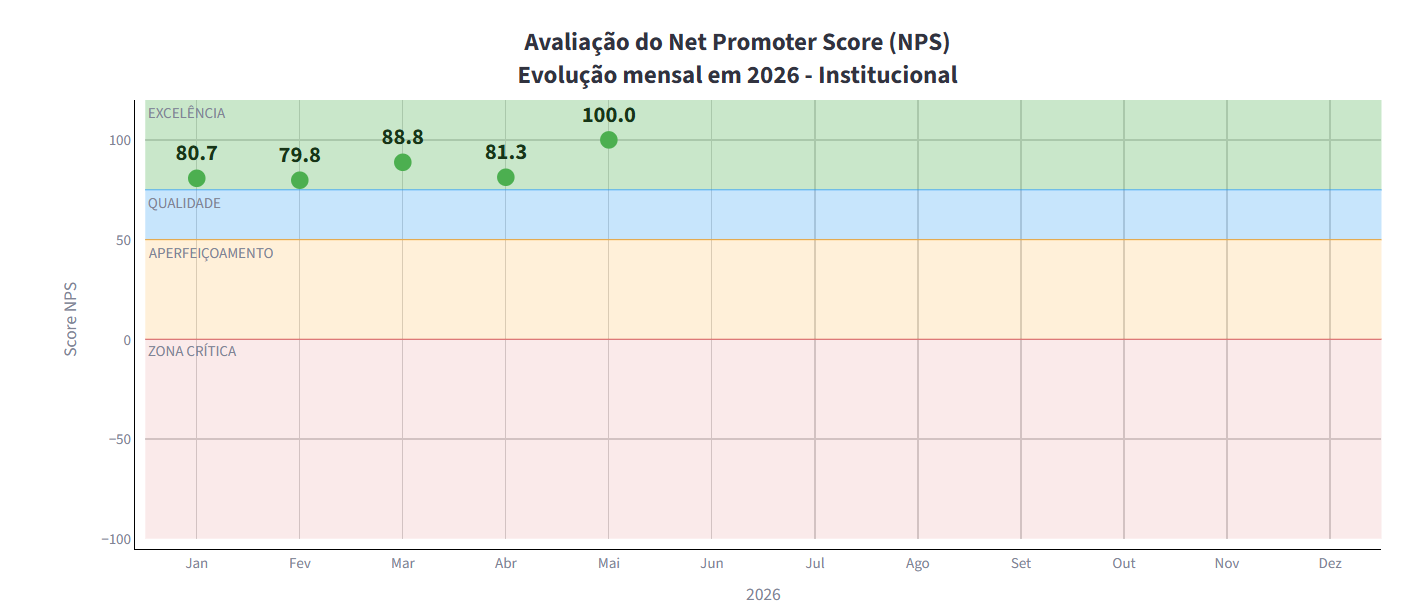 Avaliação do Net Promoter Score (NPS)
Evolução mensal em 2026 - Institucional
EXCELÊNCIA
100.0
88.8
100
80.7
79.8
81.3
QUALIDADE
50
APERFEIÇOAMENTO
Score NPS
0
ZONA CRÍTICA
−50
−100
Jan Fev Mar Abr Mai Jun Jul Ago Set Out Nov Dez
2026